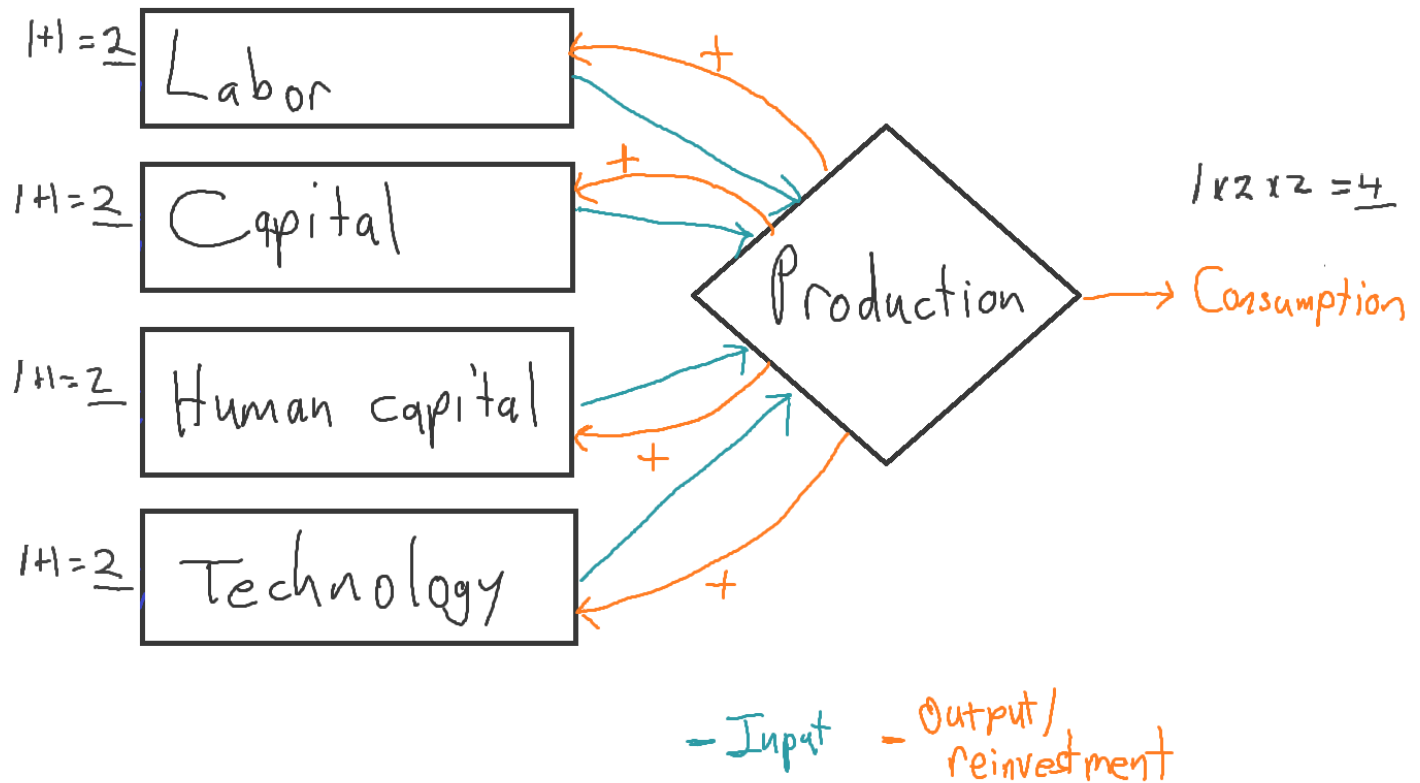 1+1=2
Labor
+
1+1=2
Capital
+
1x2x2=4
Production
Consumption
1+1=2
Human capital
+
1+1=2
Technology
+
- Input
- Output/
reinvestment